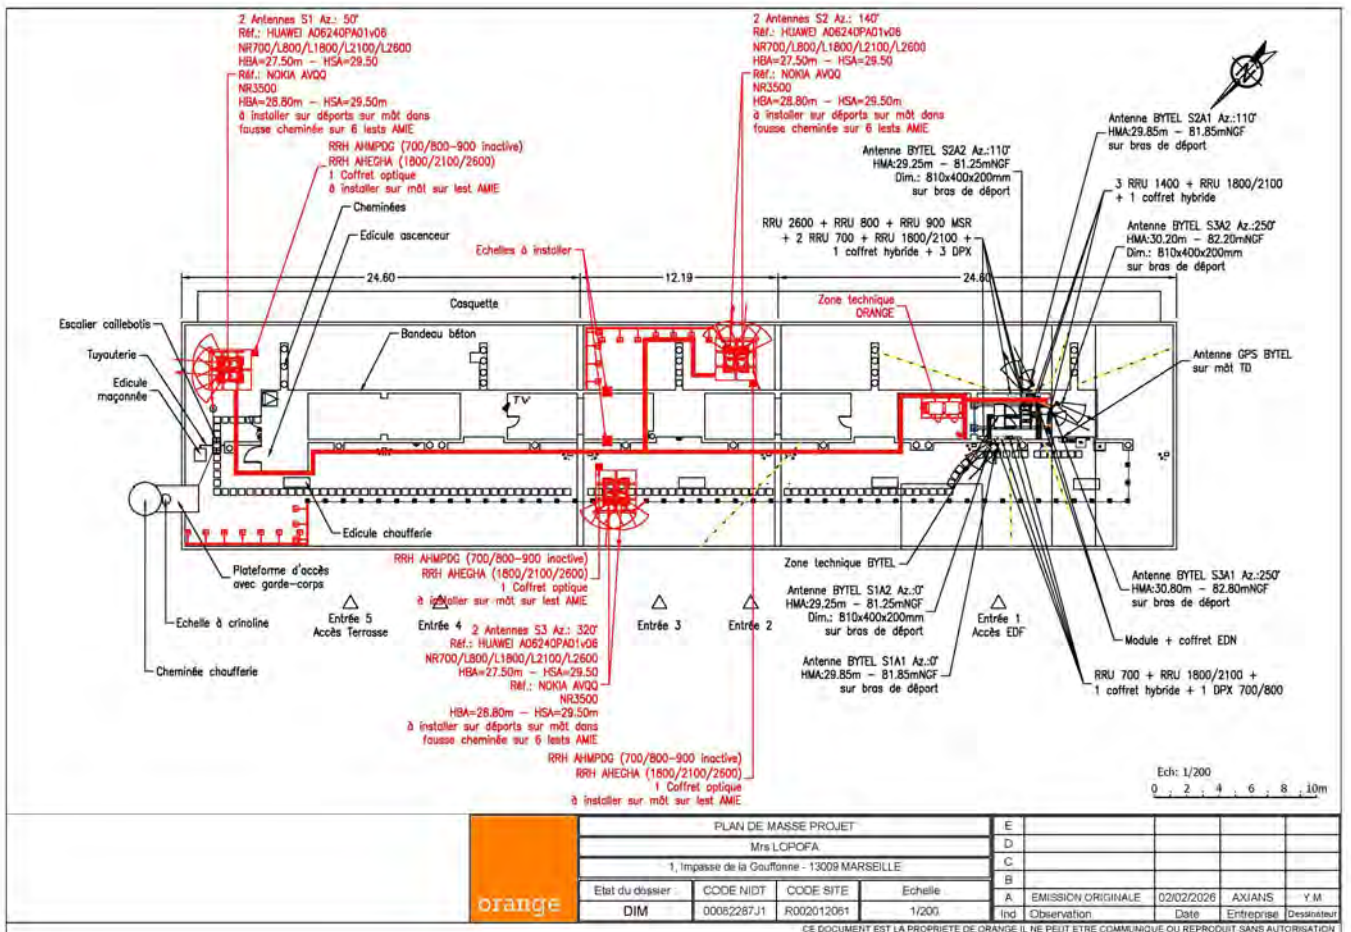 2 Antennes S1 Az.: 50°
Réf.: HUAWEI AO6240PA01v06
NR700/L800/L1800/L2100/L2600
HBA=27.50m – HSA=29.50
Réf.: NOKIA AVQQ
NR3500
HBA=28.80m – HSA=29.50m
à installer sur déports sur mât dans
fausse cheminée sur 6 lests AMIE
RRH AHMPDG (700/800-900 inactive)
RRH AHEGHA (1800/2100/2600)
1 Coffret optique
à installer sur mât sur lest AMIE
Cheminées
Edicule ascenceur
2 Antennes S2 Az.: 140°
Réf.: HUAWEI AO6240PA01v06
NR700/L800/L1800/L2100/L2600
HBA=27.50m – HSA=29.50
Réf.: NOKIA AVQQ
NR3500
HBA=28.80m – HSA=29.50m
à installer sur déports sur mât dans
fausse cheminée sur 6 lests AMIE
N
Antenne BYTEL S2A1 Az.:110°
HMA:29.85m – 81.85mNGF
sur bras de déport
Antenne BYTEL S2A2 Az.:110°
HMA:29.25m – 81.25mNGF
Dim.: 810x400x200mm
sur bras de déport
3 RRU 1400 + RRU 1800/2100
+ 1 coffret hybride
RRU 2600 + RRU 800 + RRU 900 MSR
+ 2 RRU 700 + RRU 1800/2100 +
1 coffret hybride + 3 DPX
Antenne BYTEL S3A2 Az.:250°
HMA:30.20m – 82.20mNGF
Dim.: 810x400x200mm
sur bras de déport
Echelles à installer
24.60
12.19
24.60
Casquette
Zone technique
ORANGE
Escalier caillebotis
Bandeau béton
Tuyauterie
Antenne GPS BYTEL
sur mât TD
Edicule
maçonnée
TV
Edicule chaufferie
Plateforme d'accès
avec garde-corps
Echelle à crinoline
Cheminée chaufferie
RRH AHMPDG (700/800-900 inactive)
RRH AHEGHA (1800/2100/2600)
1 Coffret optique
à installer sur mât sur lest AMIE
Entrée 5
Accès Terrasse
Entrée 4
Entrée 3
Entrée 2
Entrée 1
Accès EDF
2 Antennes S3 Az.: 320°
Réf.: HUAWEI AO6240PA01v06
NR700/L800/L1800/L2100/L2600
HBA=27.50m – HSA=29.50
Réf.: NOKIA AVQQ
NR3500
HBA=28.80m – HSA=29.50m
à installer sur déports sur mât dans
fausse cheminée sur 6 lests AMIE
RRH AHMPDG (700/800-900 inactive)
RRH AHEGHA (1800/2100/2600)
1 Coffret optique
à installer sur mât sur lest AMIE
Zone technique BYTEL
Antenne BYTEL S1A2 Az.:0°
HMA:29.25m – 81.25mNGF
Dim.: 810x400x200mm
sur bras de déport
Antenne BYTEL S1A1 Az.:0°
HMA:29.85m – 81.85mNGF
sur bras de déport
Antenne BYTEL S3A1 Az.:250°
HMA:30.80m – 82.80mNGF
sur bras de déport
Module + coffret EDN
RRU 700 + RRU 1800/2100 +
1 coffret hybride + 1 DPX 700/800
Ech: 1/200
0 2 4 6 8 10m
orange
PLAN DE MASSE PROJET
Mrs LOPOFA
1, Impasse de la Gouffonne - 13009 MARSEILLE
Etat du dossier CODE NIDT CODE SITE Echelle
DIM 00062287J1 R002012061 1/200
E
D
C
B
A EMISSION ORIGINALE 02/02/2026 AXIANS Y.M
Ind Observation Date Entreprise Dessinateur
CE DOCUMENT EST LA PROPRIETE DE ORANGE IL NE PEUT ETRE COMMUNIQUE OU REPRODUIT SANS AUTORISATION